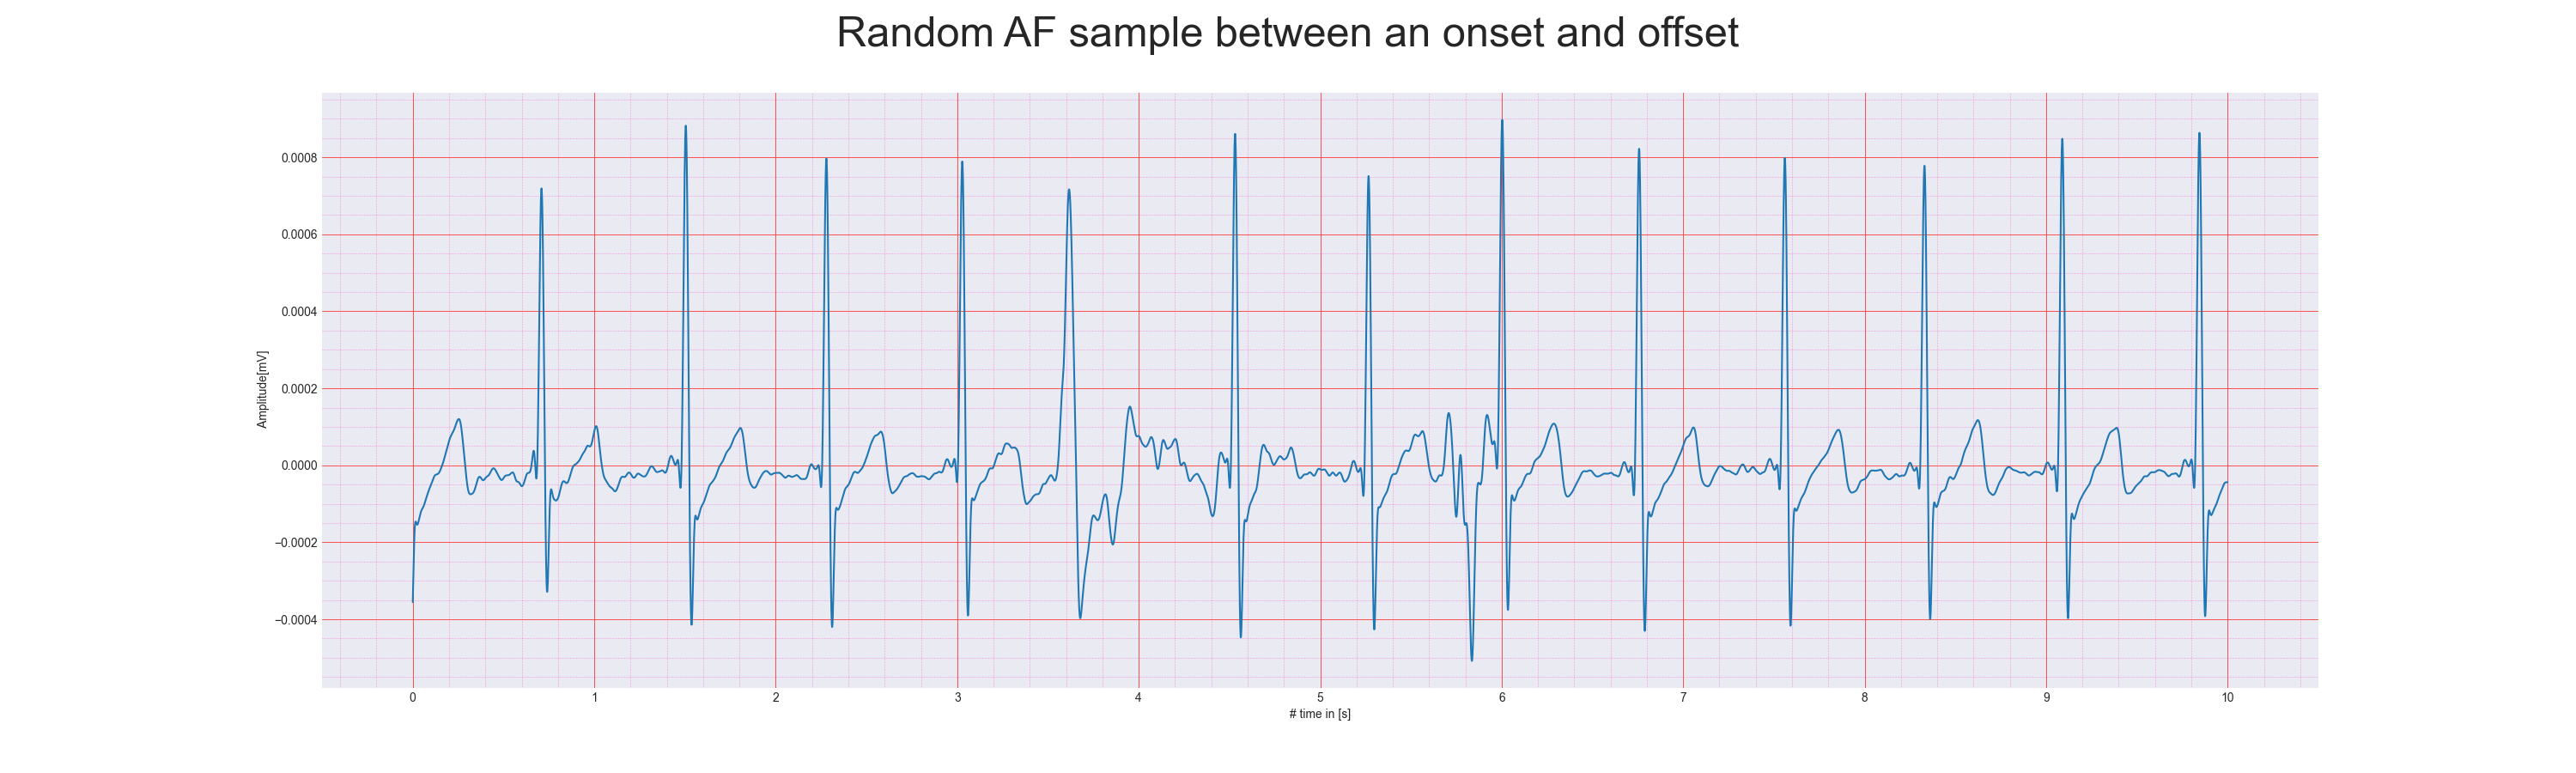 Random AF sample between an onset and offset
0.0008
0.0006
0.0004
0.0002
0.0000
−0.0002
−0.0004
Amplitude[mV]
0 1 2 3 4 5 6 7 8 9 10
# time in [s]